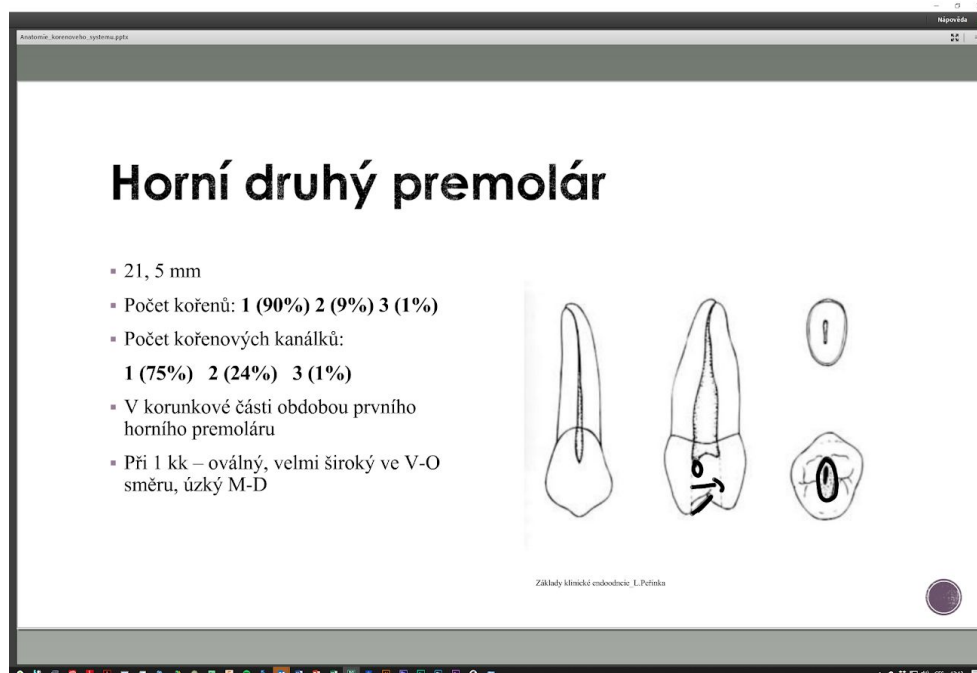 Nápověda
Anatomie_korenoveho_systemu.pptx
Horní druhý premolár
21, 5 mm
Počet kořenů: 1 (90%) 2 (9%) 3 (1%)
Počet kořenových kanálků:
1 (75%) 2 (24%) 3 (1%)
V korunkové části obdobou prvního
horního premoláru
Při 1 kk – oválný, velmi široký ve V-O
směru, úzký M-D
Základy klinické endoodncie_L.Peřinka